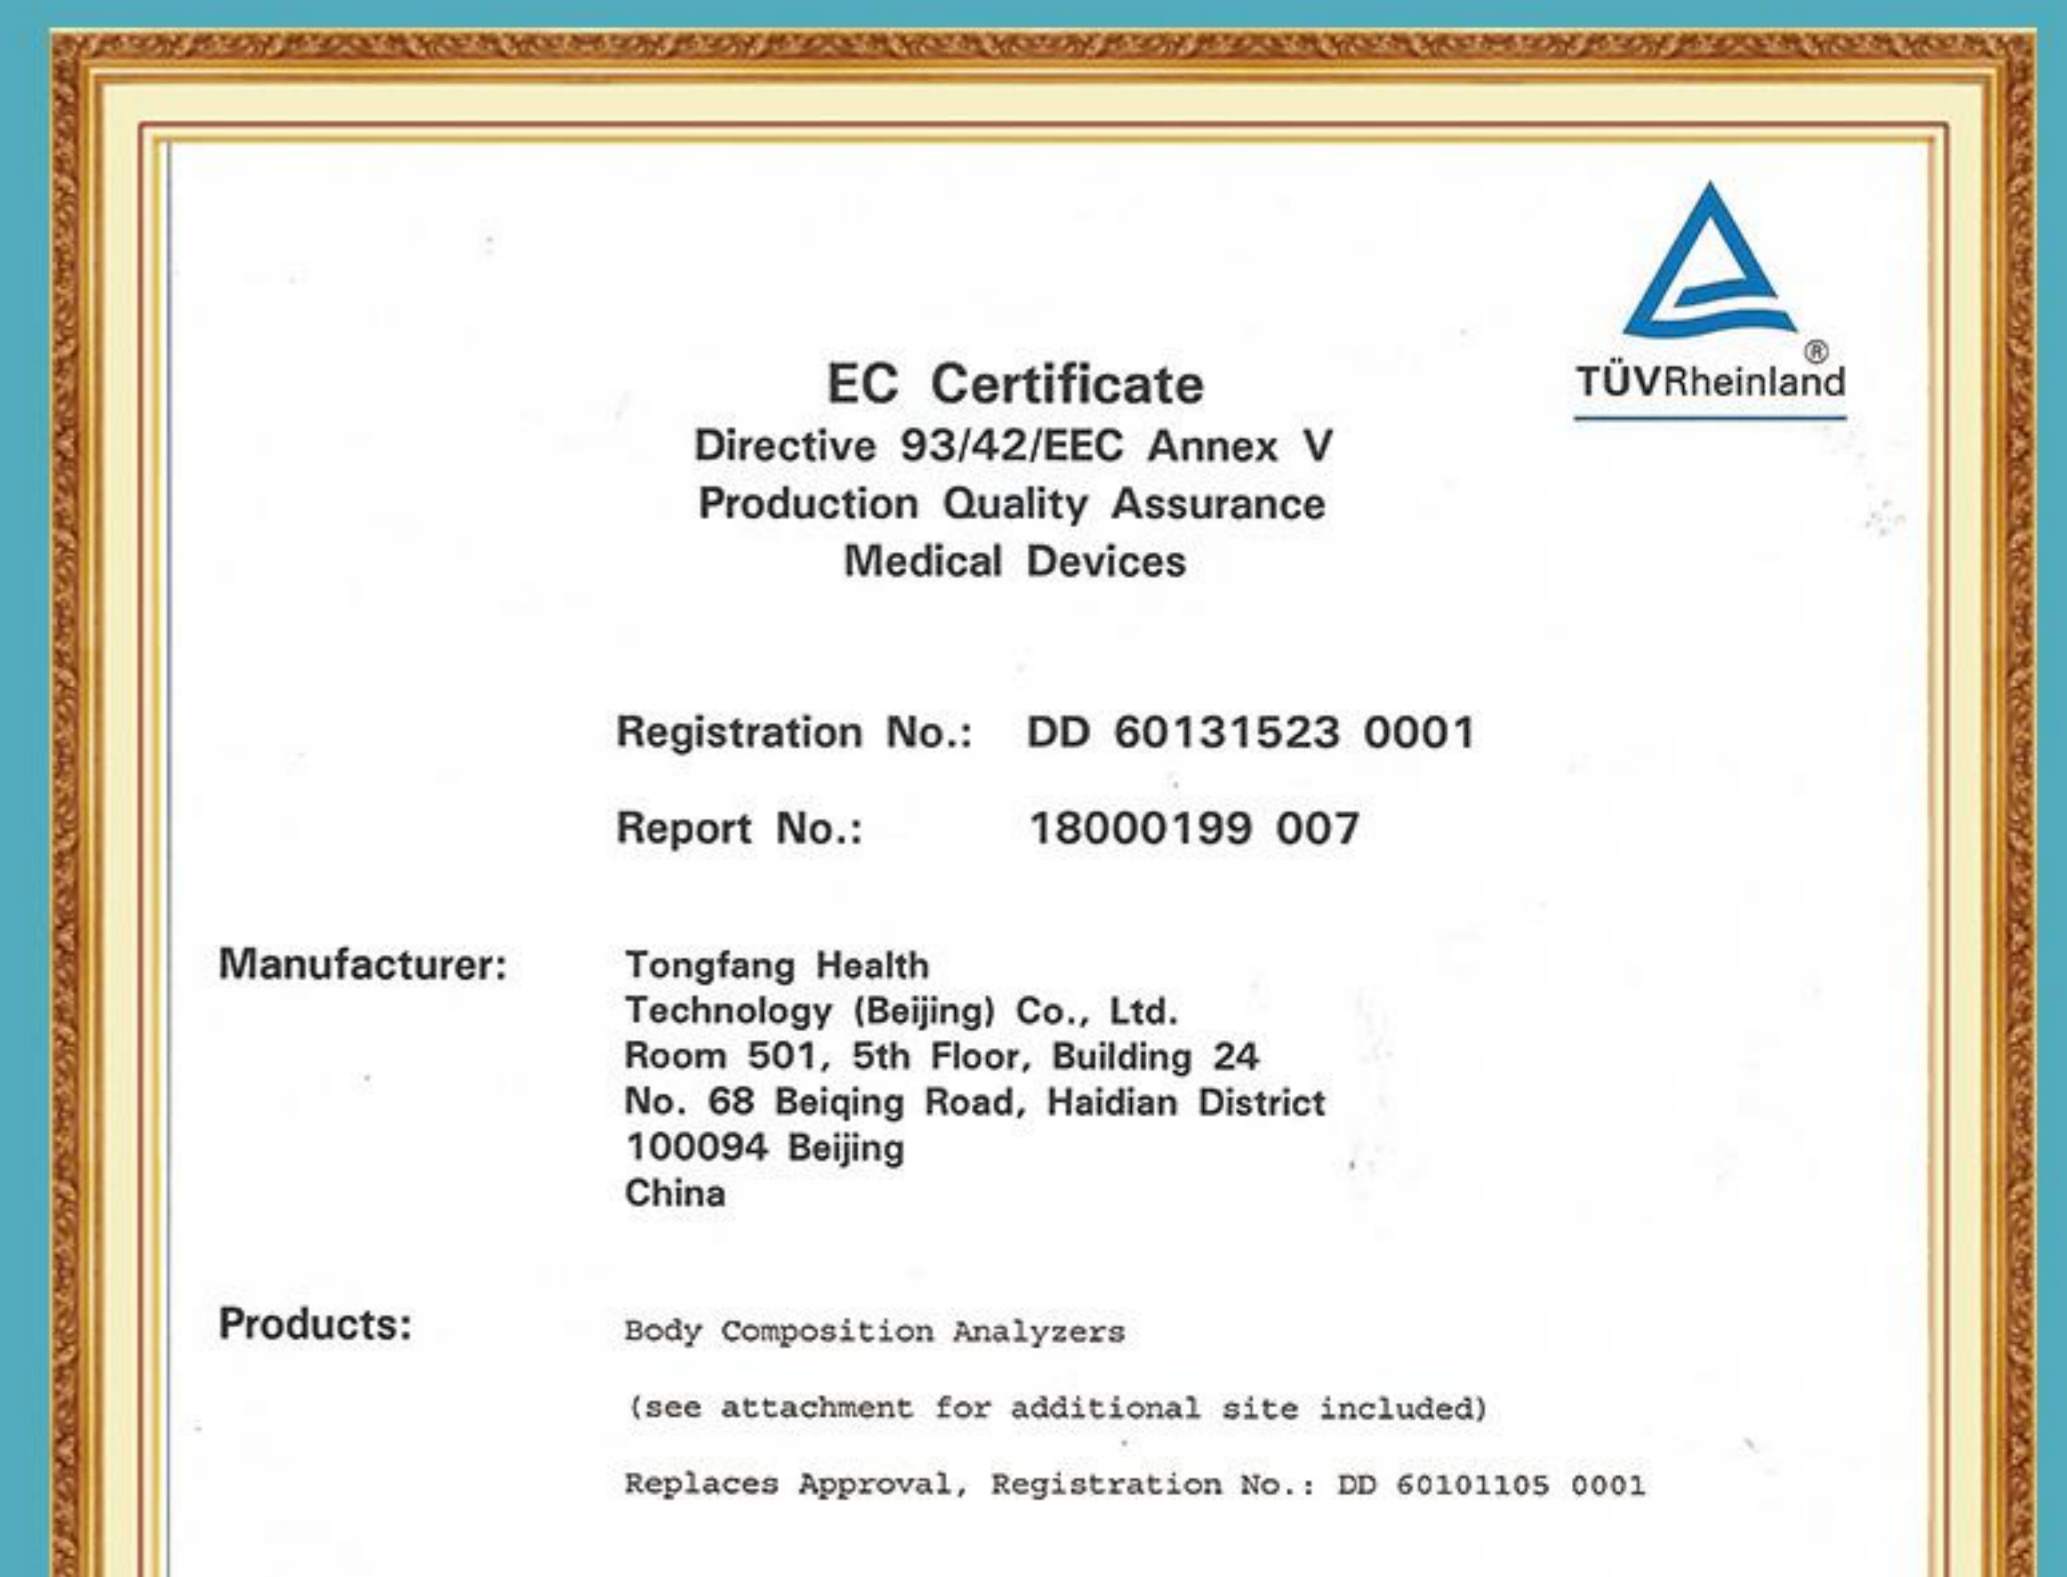 TÜVRheinland®
EC Certificate
Directive 93/42/EEC Annex V
Production Quality Assurance
Medical Devices
Registration No.: DD 60131523 0001
Report No.: 18000199 007
Manufacturer: Tongfang Health
Technology (Beijing) Co., Ltd.
Room 501, 5th Floor, Building 24
No. 68 Beiqing Road, Haidian District
100094 Beijing
China
Products: Body Composition Analyzers
(see attachment for additional site included)
Replaces Approval, Registration No.: DD 60101105 0001